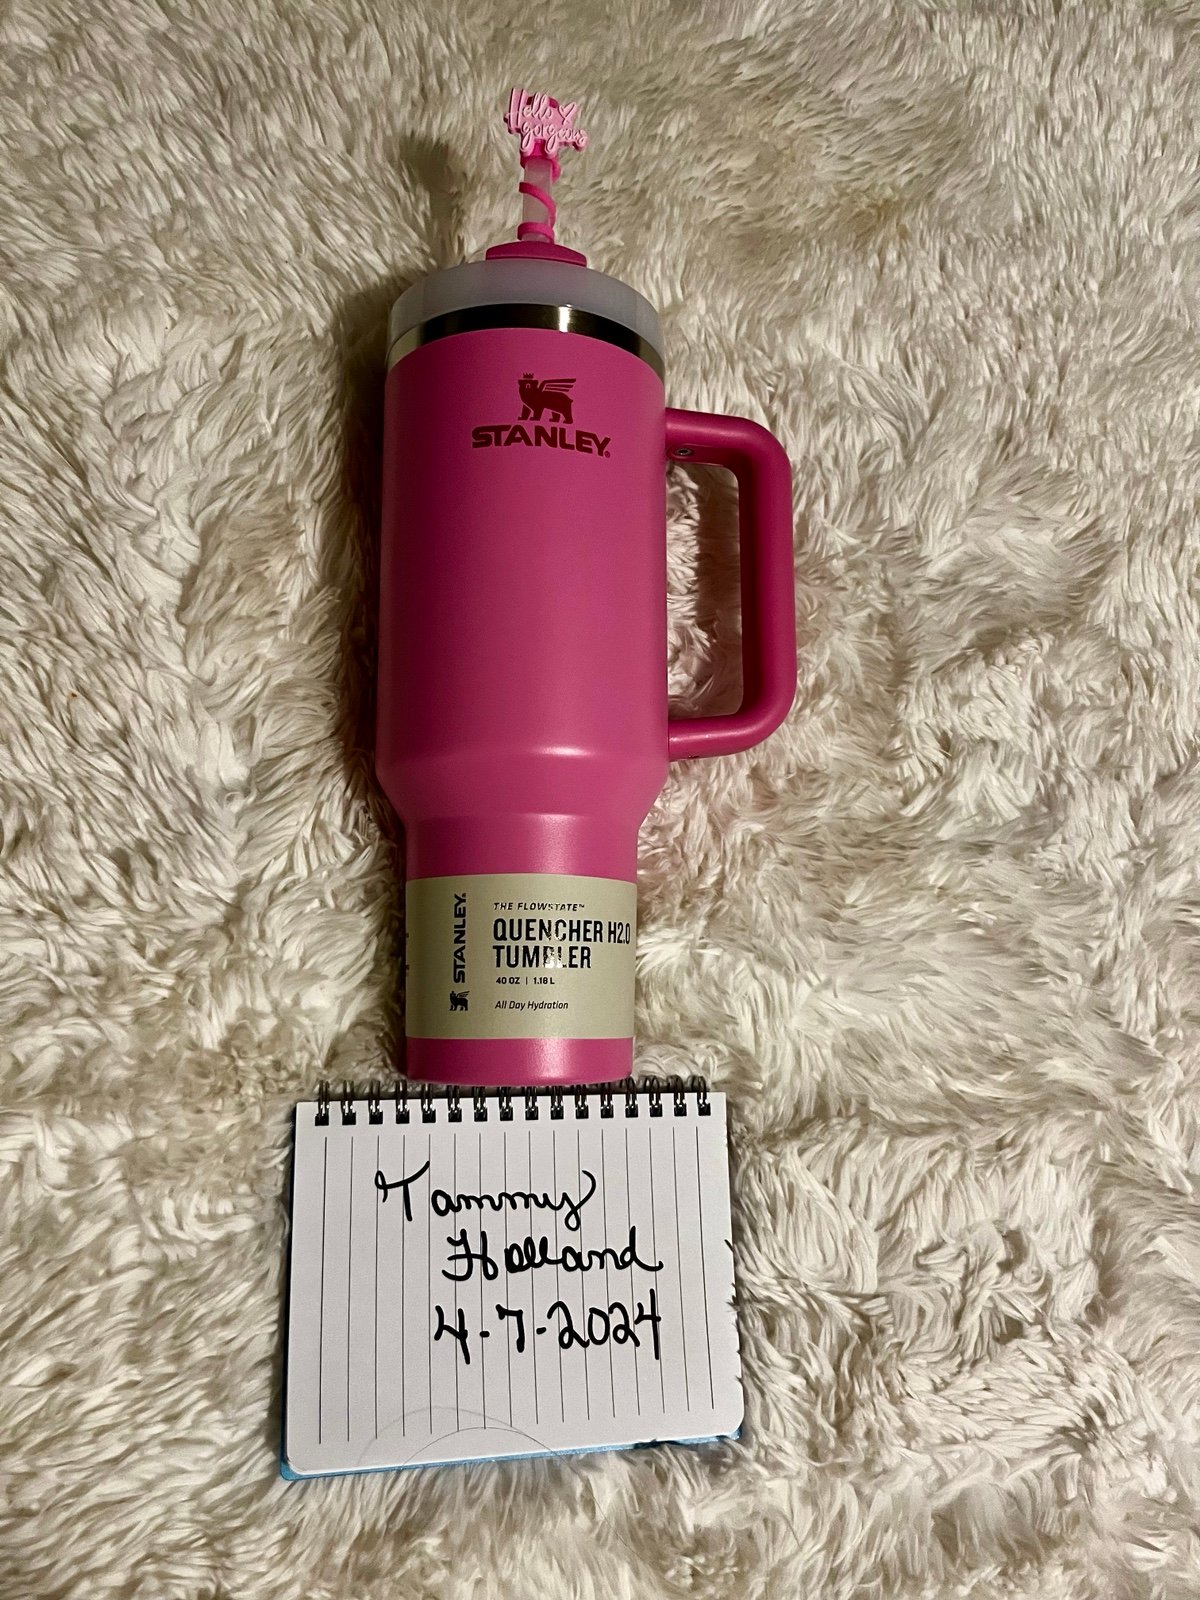 Hello
gorgeous
STANLEY®
STANLEY.
THE FLOWSTATE™
QUENCHER H2.0
TUMBLER
40 OZ | 1.18 L
All Day Hydration
Tammy
Holland
4-7-2024